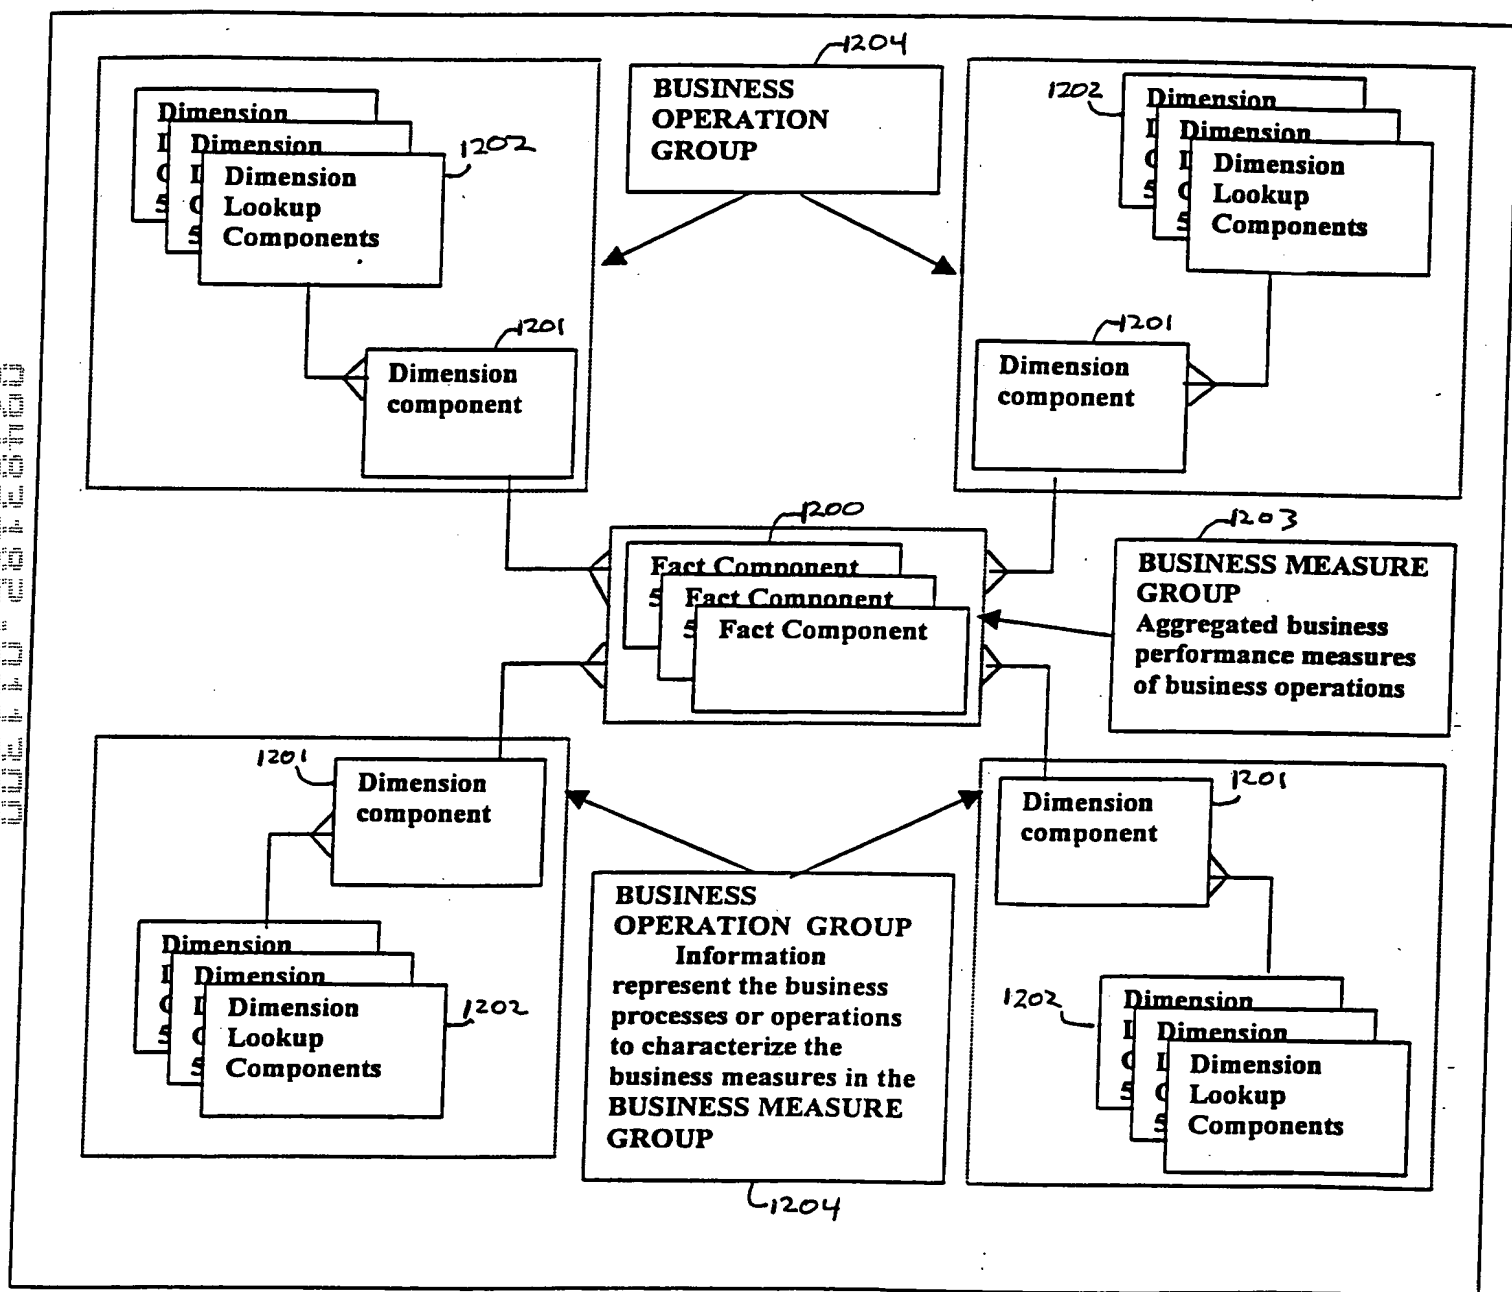 1204
BUSINESS
OPERATION
GROUP
Dimension
Dimension
Dimension
Lookup
Components
1202
1202
Dimension
Dimension
Dimension
Lookup
Components
1201
Dimension
component
1201
Dimension
component
1200
Fact Component
5
Fact Component
5
Fact Component
1203
BUSINESS MEASURE
GROUP
Aggregated business
performance measures
of business operations
1201
Dimension
component
1201
Dimension
component
BUSINESS
OPERATION GROUP
Information
represent the business
processes or operations
to characterize the
business measures in the
BUSINESS MEASURE
GROUP
1204
Dimension
Dimension
Dimension
Lookup
Components
1202
1202
Dimension
Dimension
Dimension
Lookup
Components